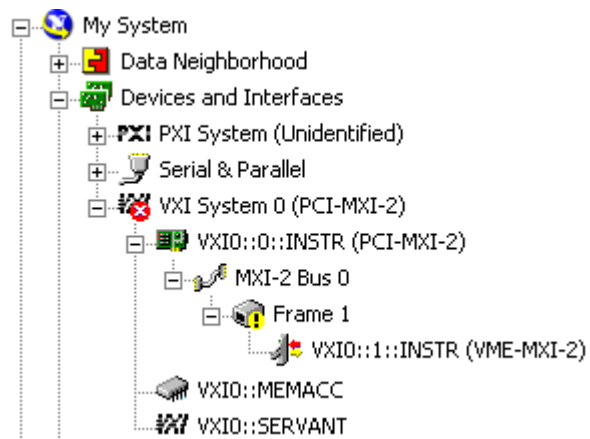 My System
Data Neighborhood
Devices and Interfaces
PXI PXI System (Unidentified)
Serial & Parallel
VXI System 0 (PCI-MXI-2)
VXI0::0::INSTR (PCI-MXI-2)
MXI-2 Bus 0
Frame 1
VXI0::1::INSTR (VME-MXI-2)
VXI0::MEMACC
VXI VXI0::SERVANT